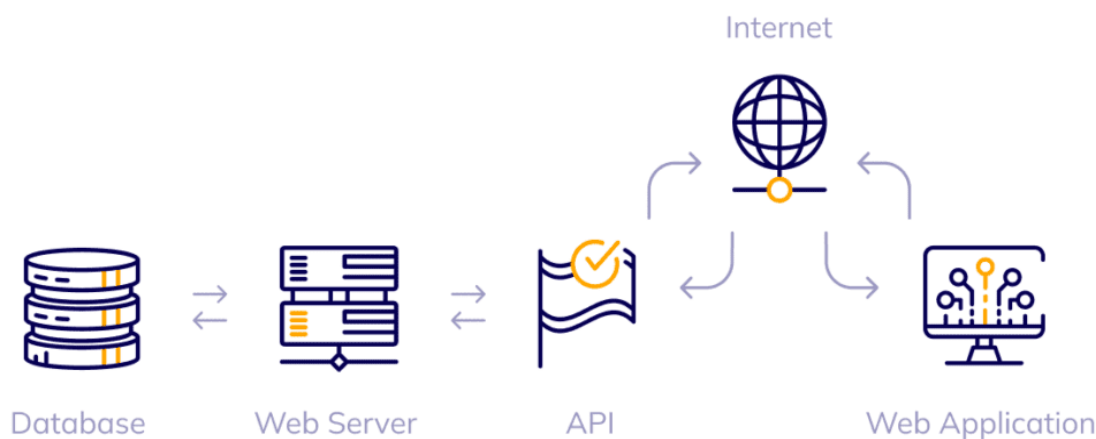 Internet
Database
Web Server
API
Web Application